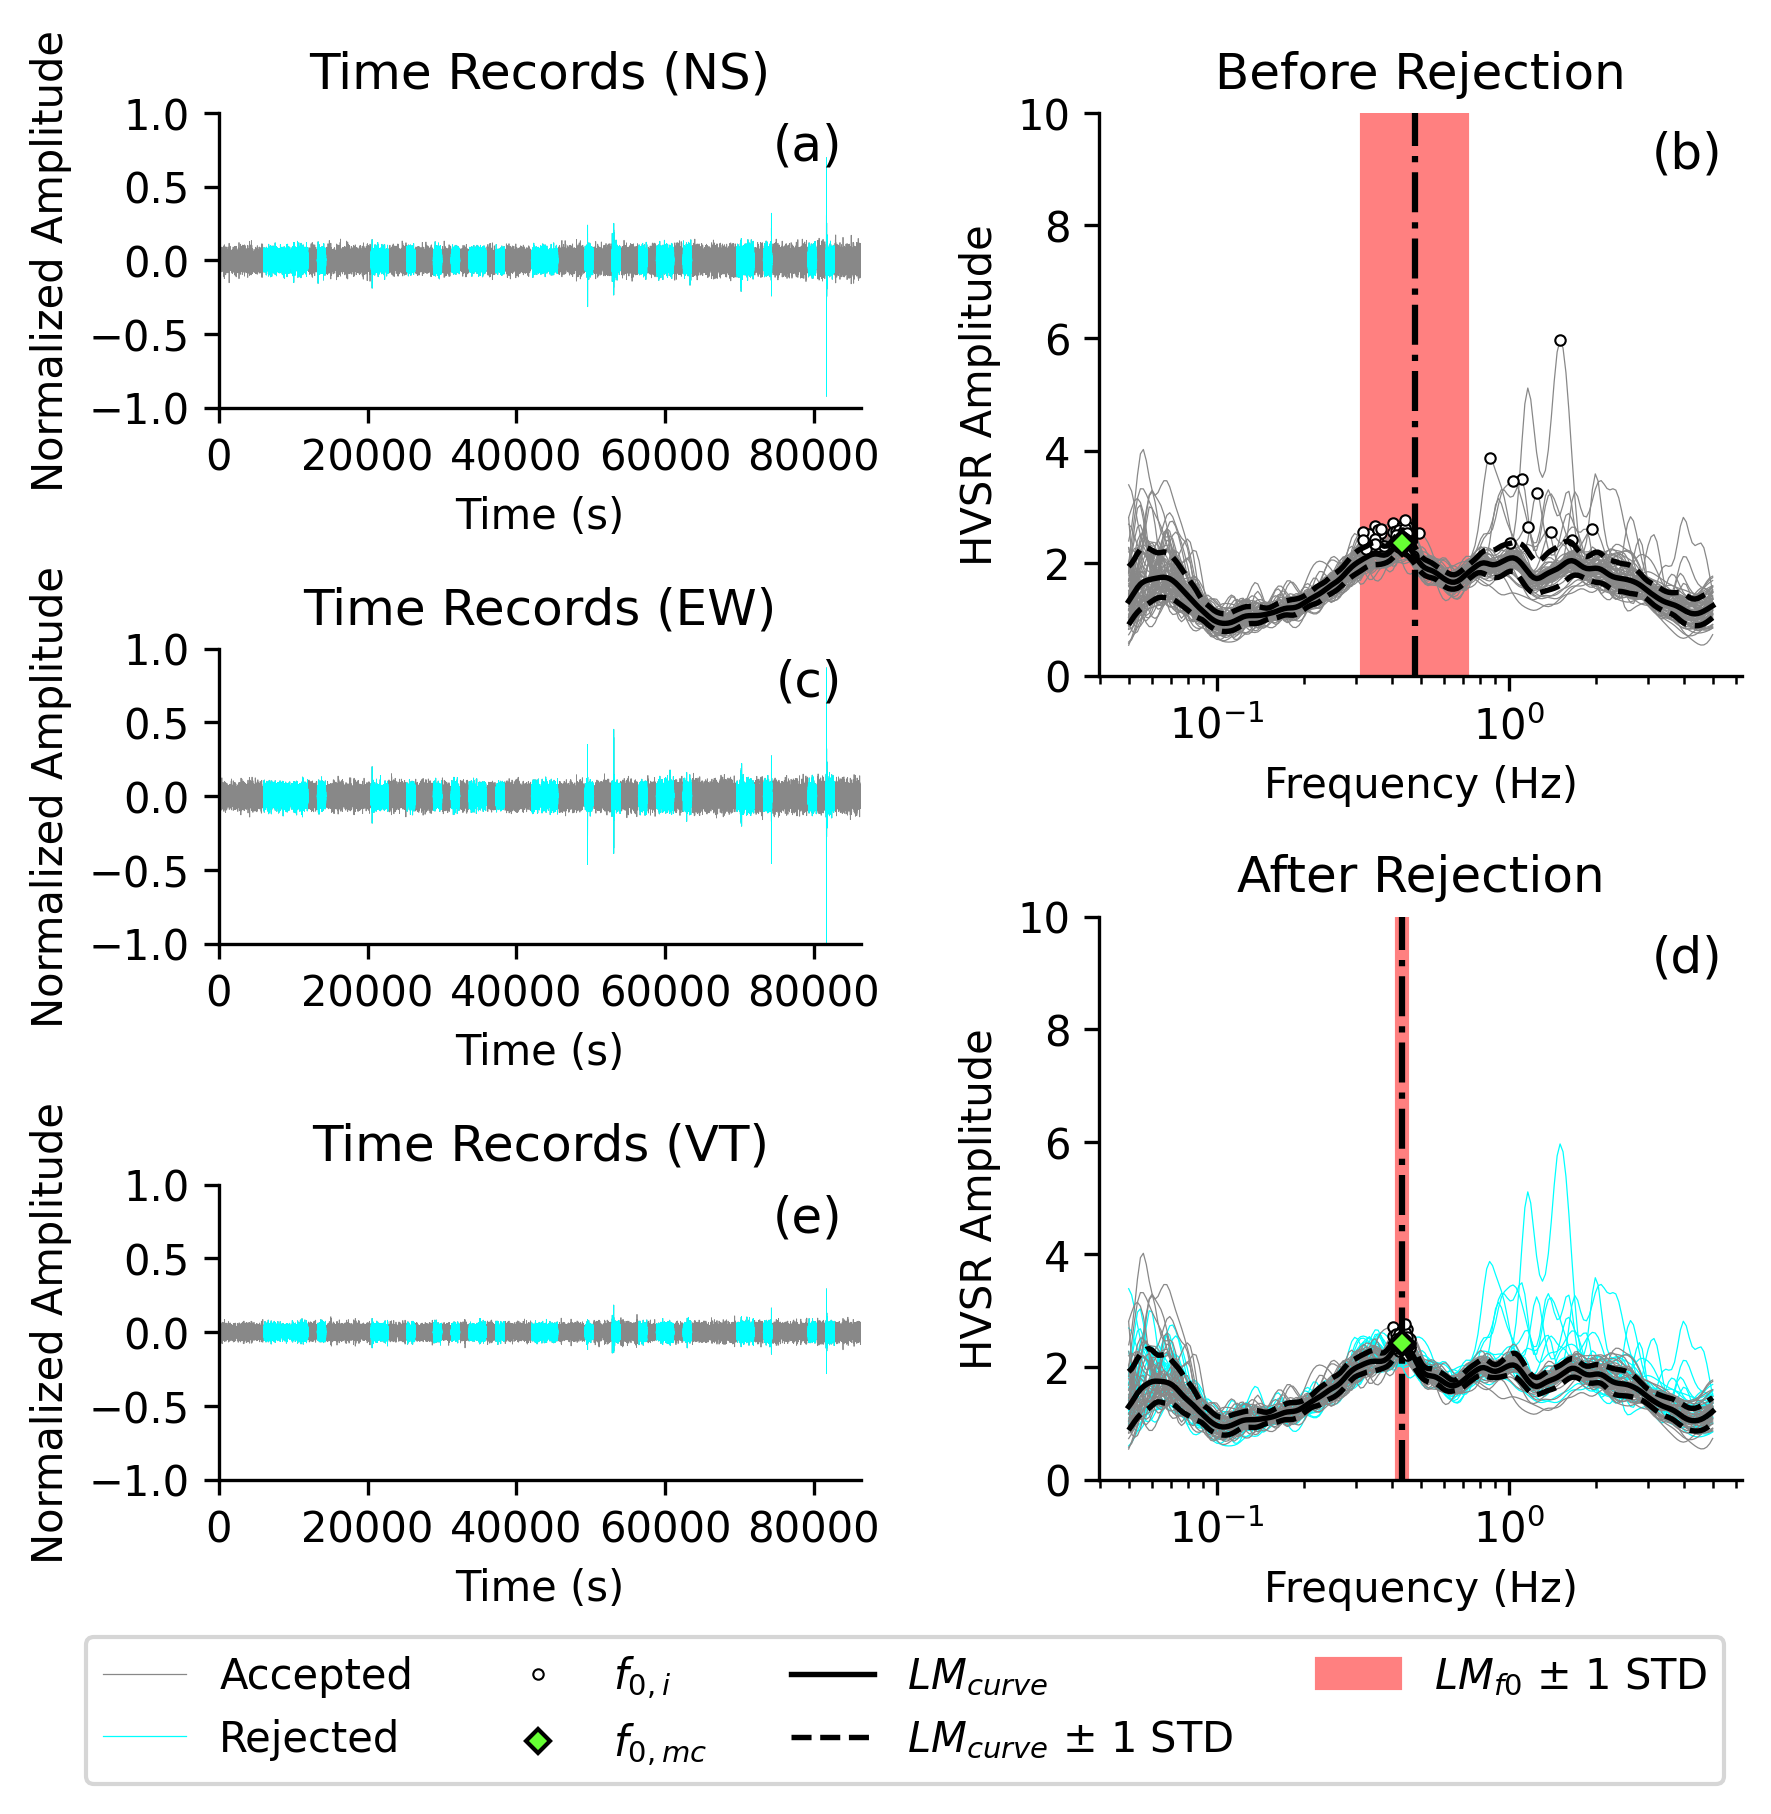 Time Records (NS)
Normalized Amplitude
1.0
0.5
0.0
−0.5
−1.0
(a)
0 20000 40000 60000 80000
Time (s)
Before Rejection
HVSR Amplitude
10
8
6
4
2
0
(b)
10⁻¹ 10⁰
Frequency (Hz)
Time Records (EW)
Normalized Amplitude
1.0
0.5
0.0
−0.5
−1.0
(c)
0 20000 40000 60000 80000
Time (s)
After Rejection
HVSR Amplitude
10
8
6
4
2
0
(d)
10⁻¹ 10⁰
Frequency (Hz)
Time Records (VT)
Normalized Amplitude
1.0
0.5
0.0
−0.5
−1.0
(e)
0 20000 40000 60000 80000
Time (s)
Accepted
Rejected
f0,i
f0,mc
LMcurve
LMcurve ± 1 STD
LMf0 ± 1 STD